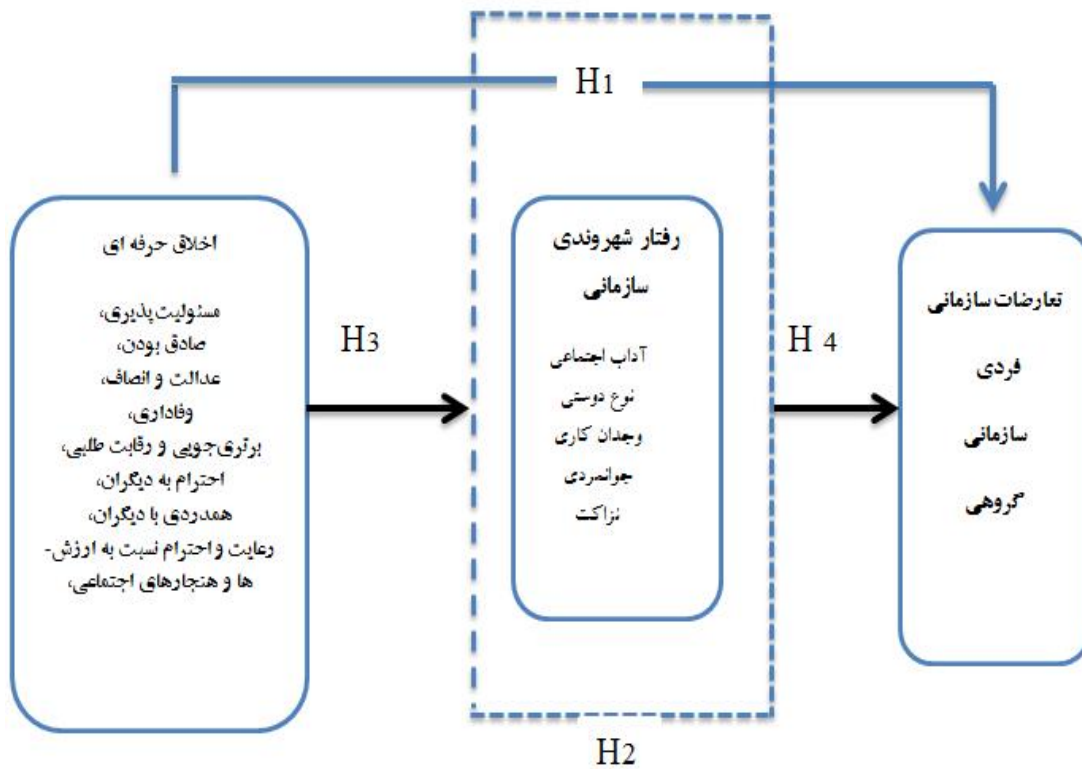 H1
اخلاق حرفه ای
مسئولیت‌پذیری،
صادق بودن،
عدالت و انصاف،
وفاداری،
برتری‌جویی و رقابت طلبی،
احترام به دیگران،
همدردی با دیگران،
رعایت و احترام نسبت به ارزش-
ها و هنجارهای اجتماعی،
H3
رفتار شهروندی
سازمانی
آداب اجتماعی
نوع دوستی
وجدان کاری
جوانمردی
نزاکت
H 4
تعارضات سازمانی
فردی
سازمانی
گروهی
H2